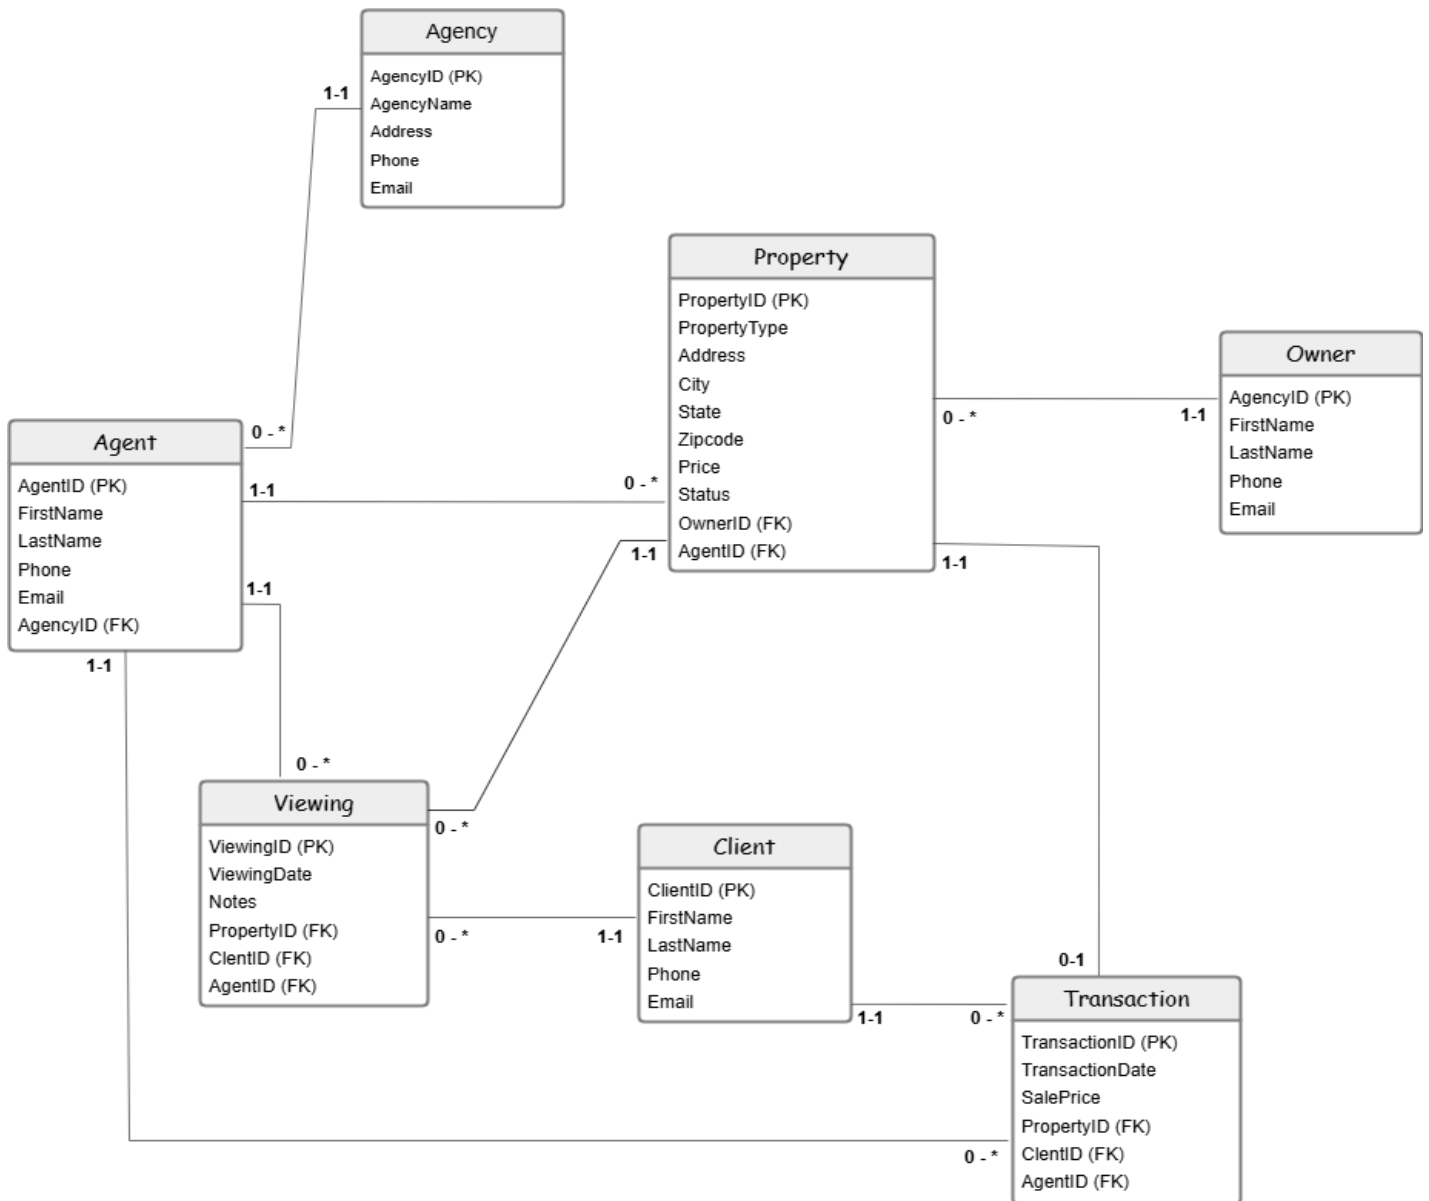 Agency
AgencyID (PK)
AgencyName
Address
Phone
Email
1-1
0 - *
Property
PropertyID (PK)
PropertyType
Address
City
State
Zipcode
Price
Status
OwnerID (FK)
AgentID (FK)
0 - *
1-1
Owner
AgencyID (PK)
FirstName
LastName
Phone
Email
Agent
AgentID (PK)
FirstName
LastName
Phone
Email
AgencyID (FK)
1-1
0 - *
1-1
1-1
1-1
1-1
0 - *
Viewing
ViewingID (PK)
ViewingDate
Notes
PropertyID (FK)
ClentID (FK)
AgentID (FK)
0 - *
0 - *
1-1
Client
ClientID (PK)
FirstName
LastName
Phone
Email
1-1
0 - *
0-1
Transaction
TransactionID (PK)
TransactionDate
SalePrice
PropertyID (FK)
ClentID (FK)
AgentID (FK)
0 - *